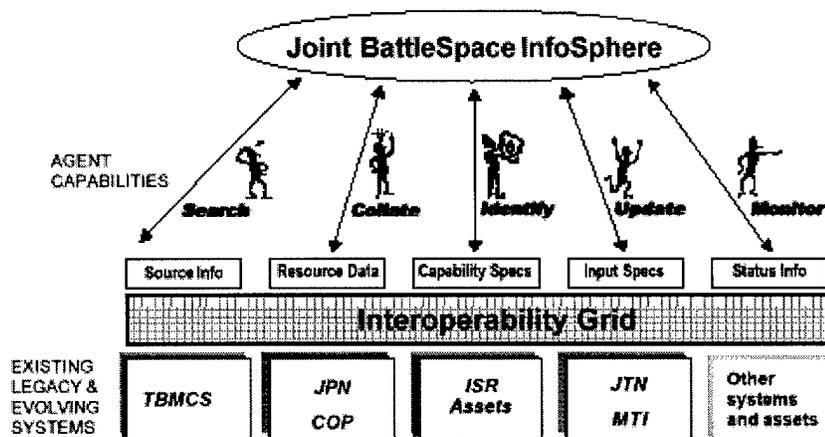 Joint BattleSpace InfoSphere
AGENT
CAPABILITIES
Search
Collate
Identify
Update
Monitor
Source Info
Resource Data
Capability Specs
Input Specs
Status Info
Interoperability Grid
EXISTING
LEGACY &
EVOLVING
SYSTEMS
TBMCS
JPN
COP
ISR
Assets
JTN
MTI
Other
systems
and assets